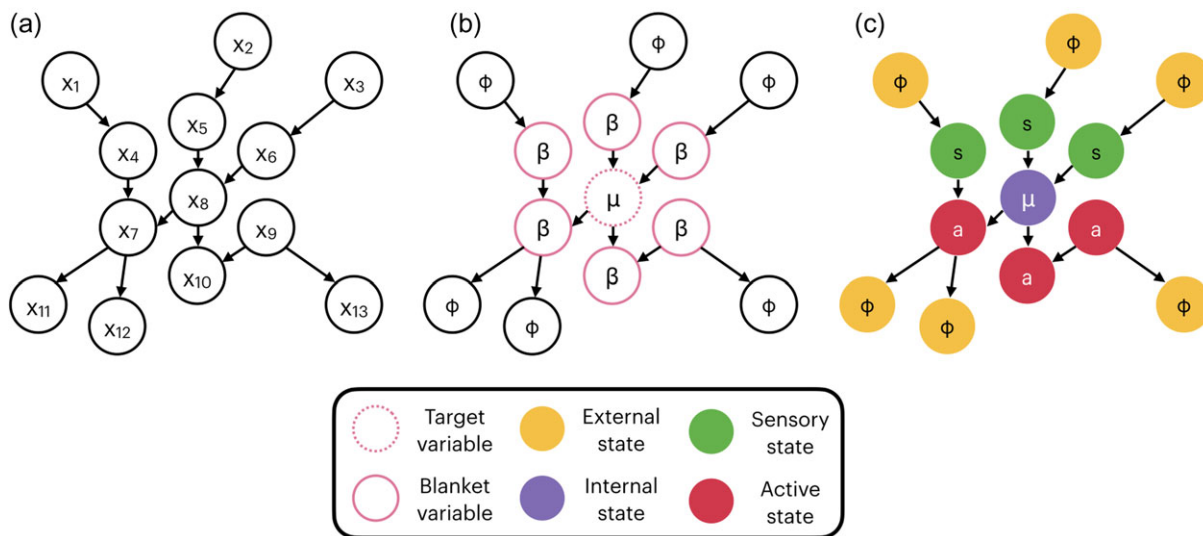 (a)
x₂
x₁
x₃
x₅
x₄
x₆
x₈
x₇
x₉
x₁₀
x₁₁
x₁₂
x₁₃
(b)
ϕ
ϕ
ϕ
β
β
β
μ
β
β
β
ϕ
ϕ
ϕ
(c)
ϕ
ϕ
ϕ
s
s
s
μ
a
a
a
ϕ
ϕ
ϕ
Target
variable
External
state
Sensory
state
Blanket
variable
Internal
state
Active
state